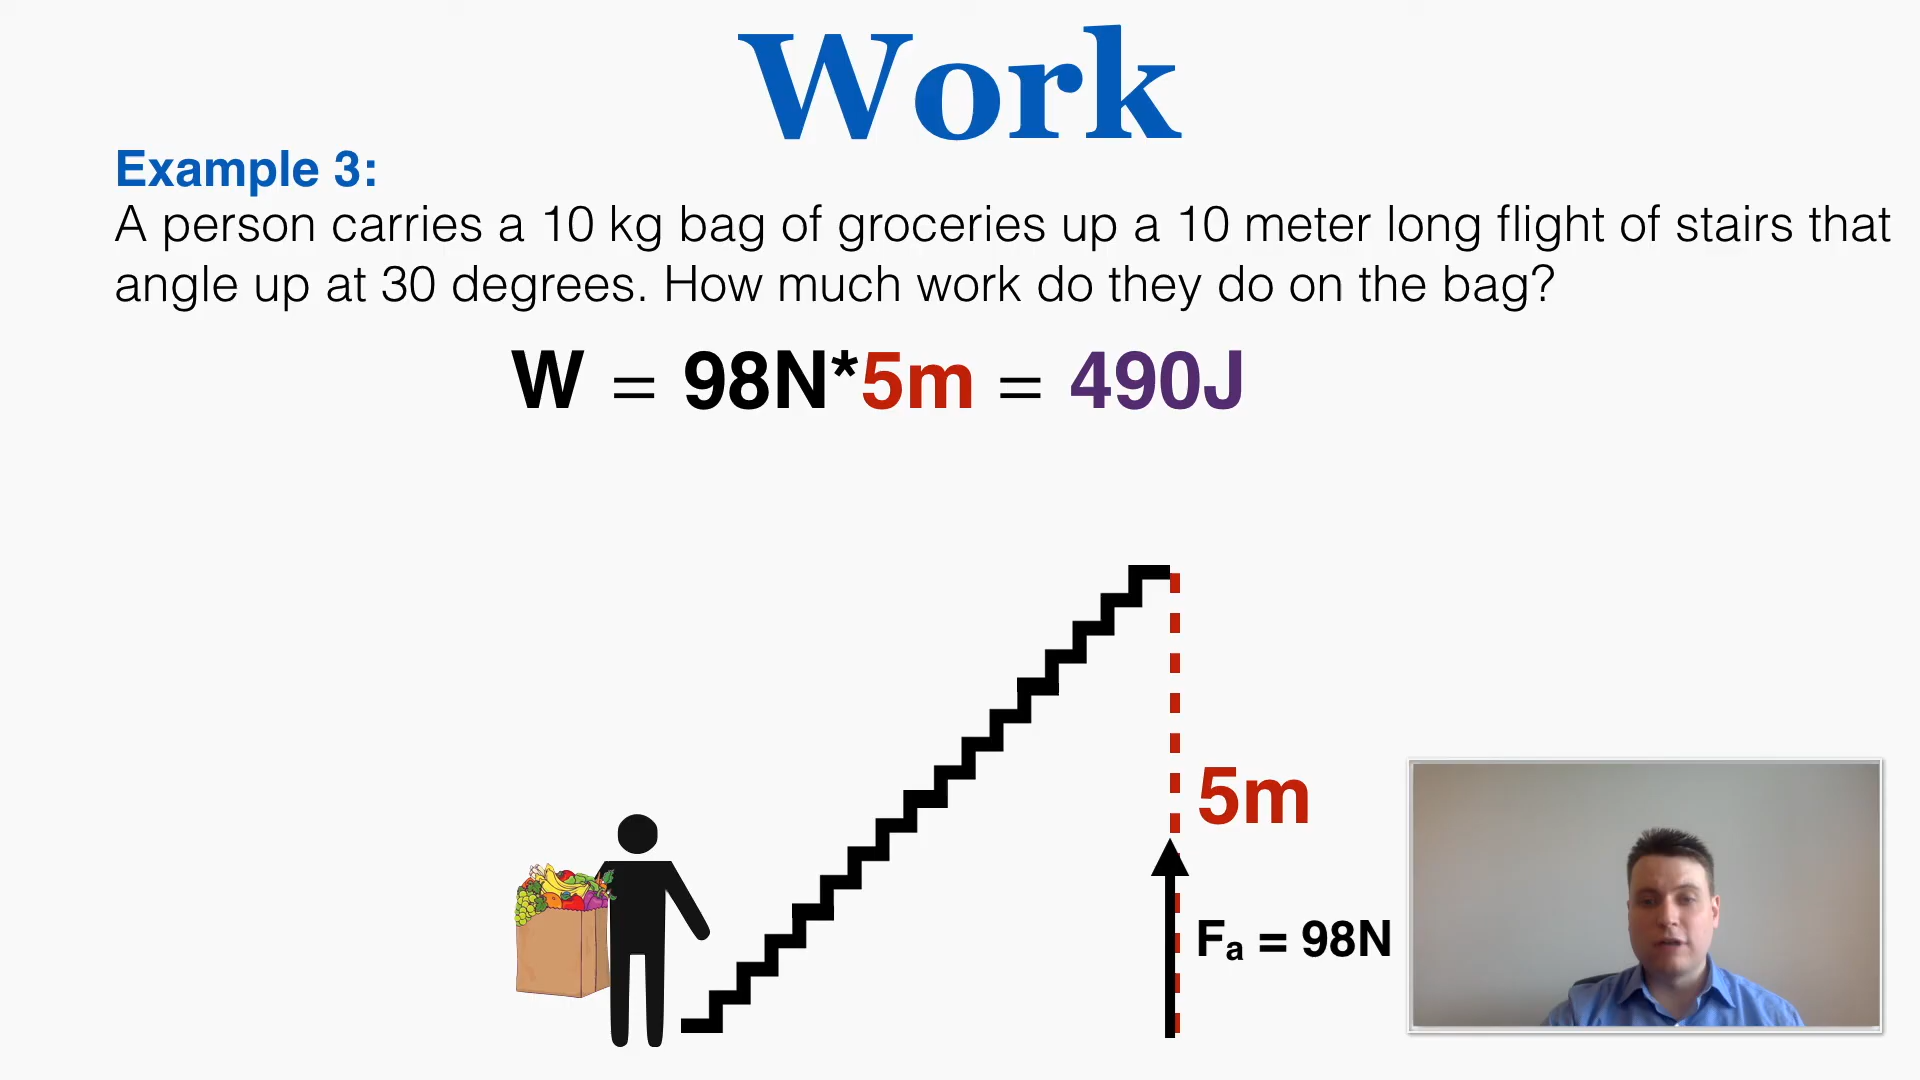 Work
Example 3:
A person carries a 10 kg bag of groceries up a 10 meter long flight of stairs that
angle up at 30 degrees. How much work do they do on the bag?
W = 98N*5m = 490J
5m
Fₐ = 98N